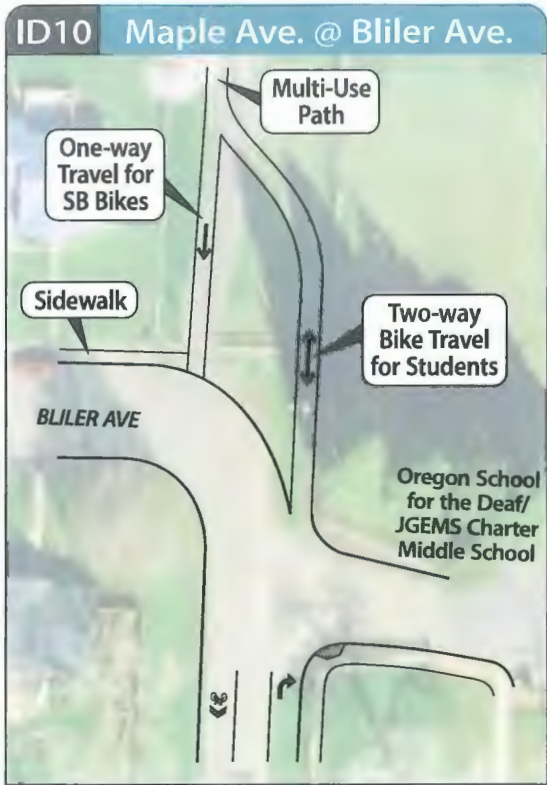 ID10 Maple Ave. @ Bliler Ave.
Multi-Use
Path
One-way
Travel for
SB Bikes
Sidewalk
Two-way
Bike Travel
for Students
BLILER AVE
Oregon School
for the Deaf/
JGEMS Charter
Middle School